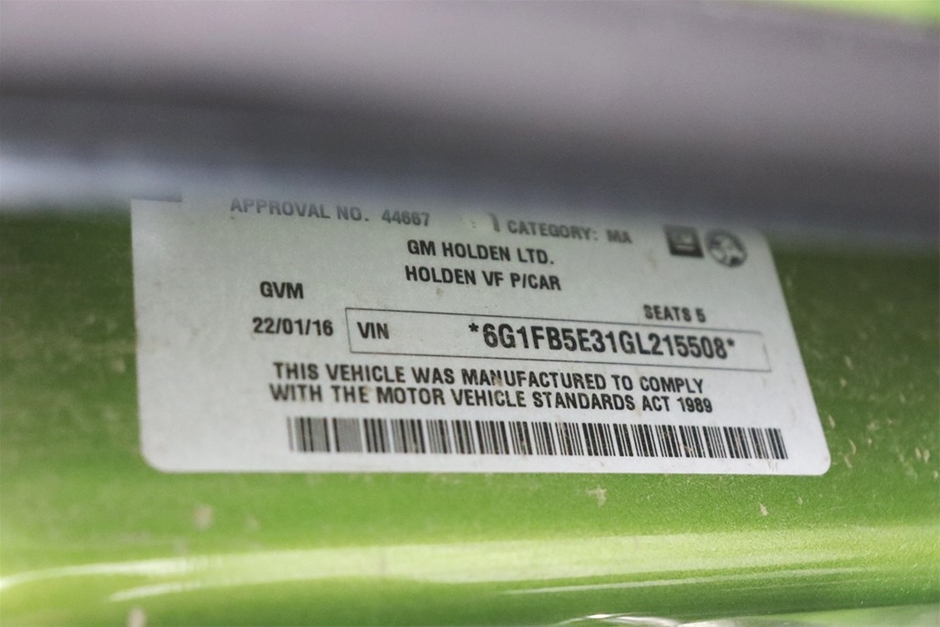 APPROVAL NO. 44667 CATEGORY: MA
GM HOLDEN LTD.
HOLDEN VF P/CAR
GVM
SEATS 5
22/01/16 VIN *6G1FB5E31GL215508*
THIS VEHICLE WAS MANUFACTURED TO COMPLY
WITH THE MOTOR VEHICLE STANDARDS ACT 1989